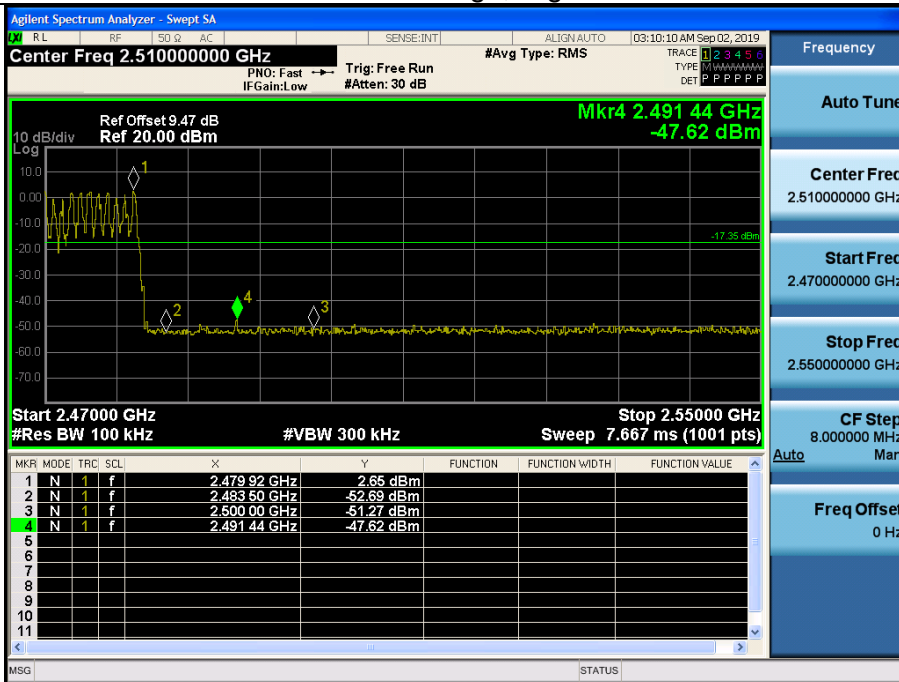 Agilent Spectrum Analyzer - Swept SA
LXI RL RF 50 Ω AC SENSE:INT ALIGN AUTO 03:10:10 AM Sep 02, 2019
Center Freq 2.510000000 GHz #Avg Type: RMS TRACE 1 2 3 4 5 6
PNO: Fast Trig: Free Run TYPE M WWWWW
IFGain:Low #Atten: 30 dB DET P P P P P P
Mkr4 2.491 44 GHz
-47.62 dBm
Ref Offset 9.47 dB
10 dB/div Ref 20.00 dBm
Log
10.0
0.00
-10.0
-20.0
-30.0
-40.0
-50.0
-60.0
-70.0
1
2
4
3
-17.35 dBm
Start 2.47000 GHz Stop 2.55000 GHz
#Res BW 100 kHz #VBW 300 kHz Sweep 7.667 ms (1001 pts)
MKR MODE TRC SCL X Y FUNCTION FUNCTION WIDTH FUNCTION VALUE
1 N 1 f 2.479 92 GHz 2.65 dBm
2 N 1 f 2.483 50 GHz -52.69 dBm
3 N 1 f 2.500 00 GHz -51.27 dBm
4 N 1 f 2.491 44 GHz -47.62 dBm
5
6
7
8
9
10
11
MSG STATUS
Frequency
Auto Tune
Center Freq
2.510000000 GHz
Start Freq
2.470000000 GHz
Stop Freq
2.550000000 GHz
CF Step
8.000000 MHz
Auto Man
Freq Offset
0 Hz